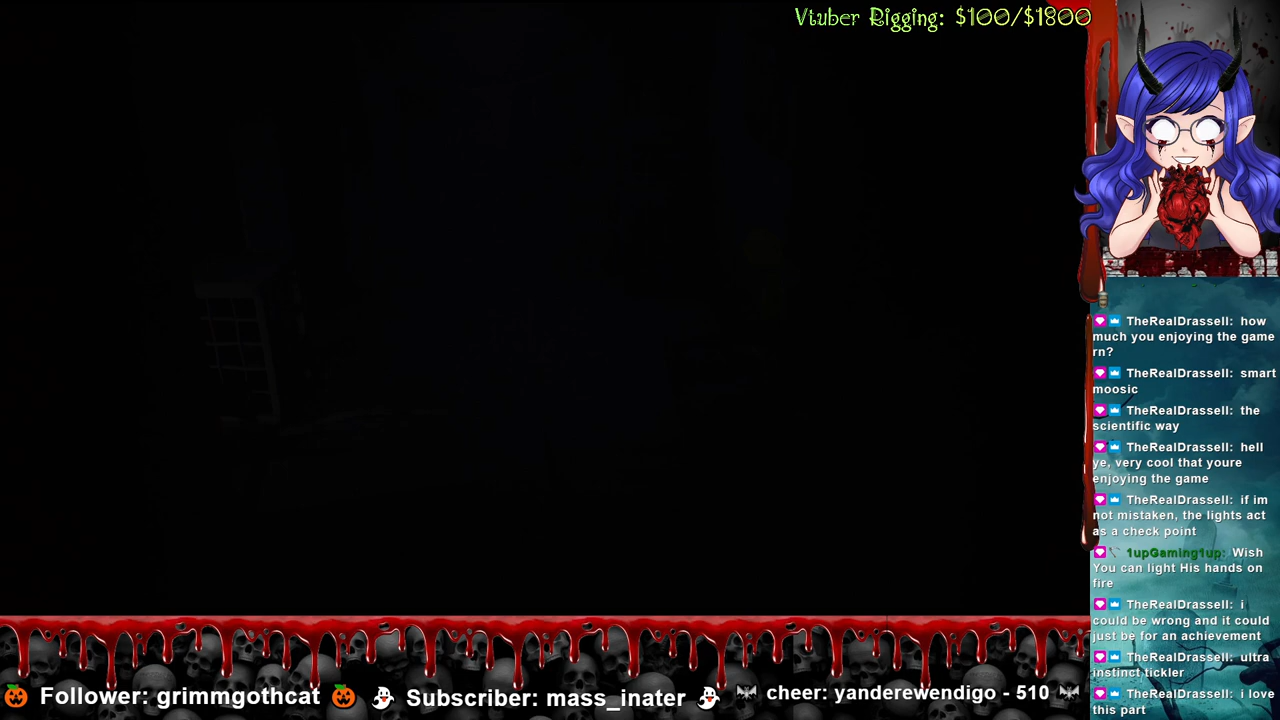 Vtuber Rigging: $100/$1800
TheRealDrassell: how
much you enjoying the game
rn?
TheRealDrassell: smart
moosic
TheRealDrassell: the
scientific way
TheRealDrassell: hell
ye, very cool that youre
enjoying the game
TheRealDrassell: if im
not mistaken, the lights act
as a check point
1upGaming1up: Wish
You can light His hands on
fire
TheRealDrassell: i
could be wrong and it could
just be for an achievement
TheRealDrassell: ultra
instinct tickler
TheRealDrassell: i love
this part
Follower: grimmgothcat
Subscriber: mass_inater
cheer: yanderewendigo - 510